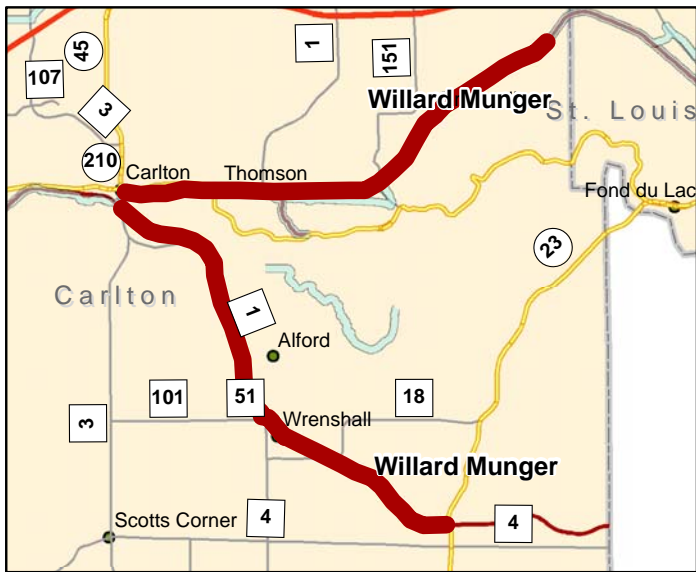 1
45
107
151
Willard Munger
3
St. Louis
210
Carlton
Thomson
Fond du Lac
23
Carlton
1
Alford
101
51
18
3
Wrenshall
Willard Munger
Scotts Corner
4
4